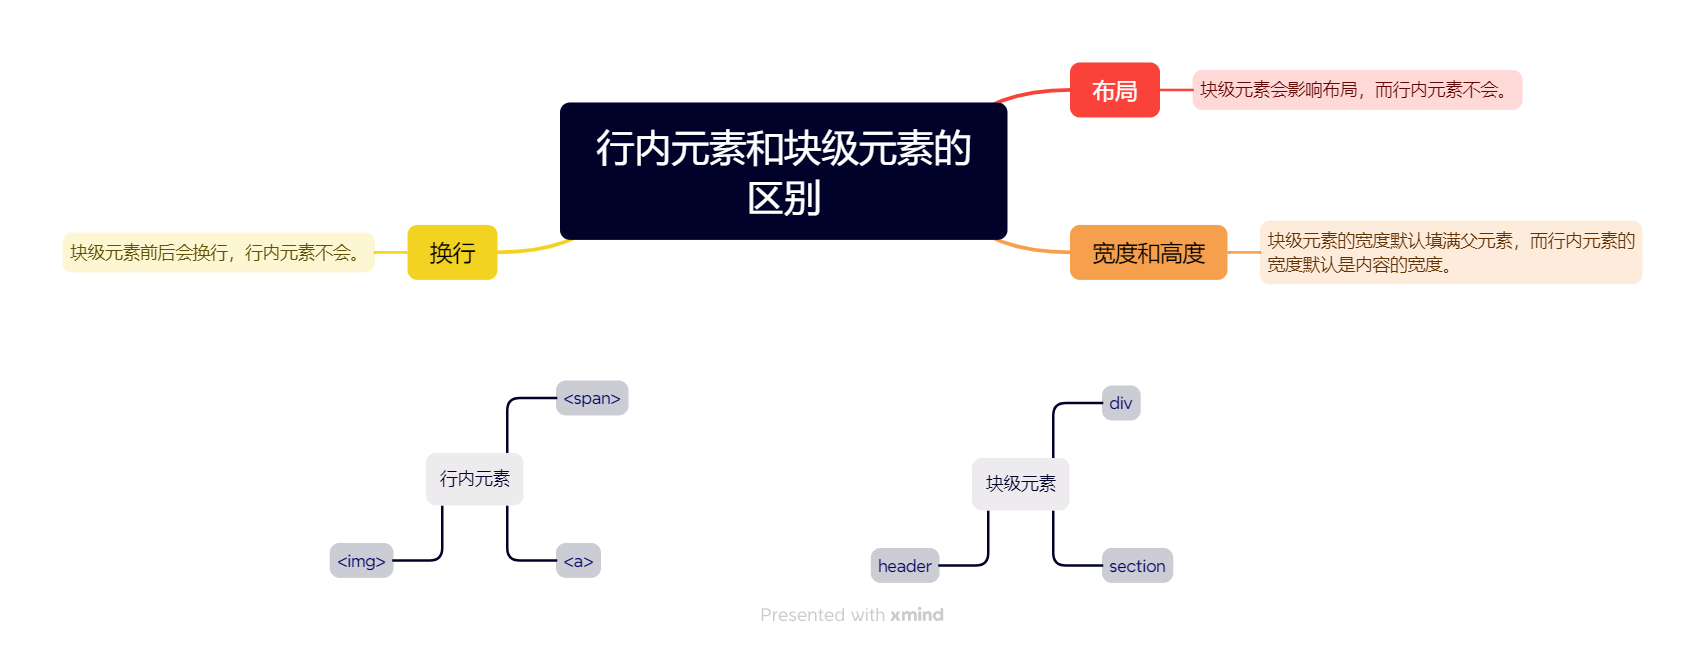 行内元素和块级元素的
区别
布局
块级元素会影响布局，而行内元素不会。
宽度和高度
块级元素的宽度默认填满父元素，而行内元素的
宽度默认是内容的宽度。
换行
块级元素前后会换行，行内元素不会。
行内元素
<span>
<a>
<img>
块级元素
div
section
header
Presented with xmind